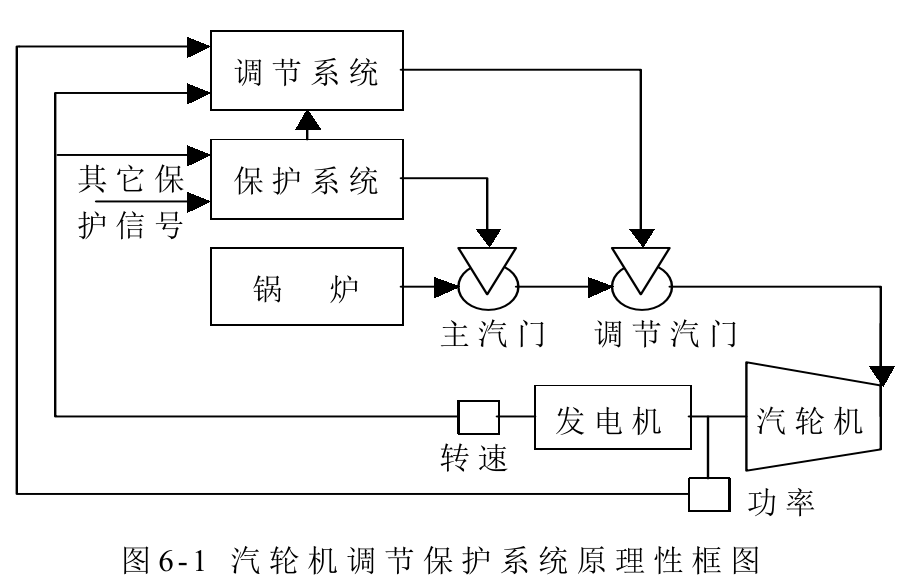 调节系统
其它保
护信号
保护系统
锅 炉
主汽门
调节汽门
转速
发电机
汽轮机
功率
图6-1 汽轮机调节保护系统原理性框图